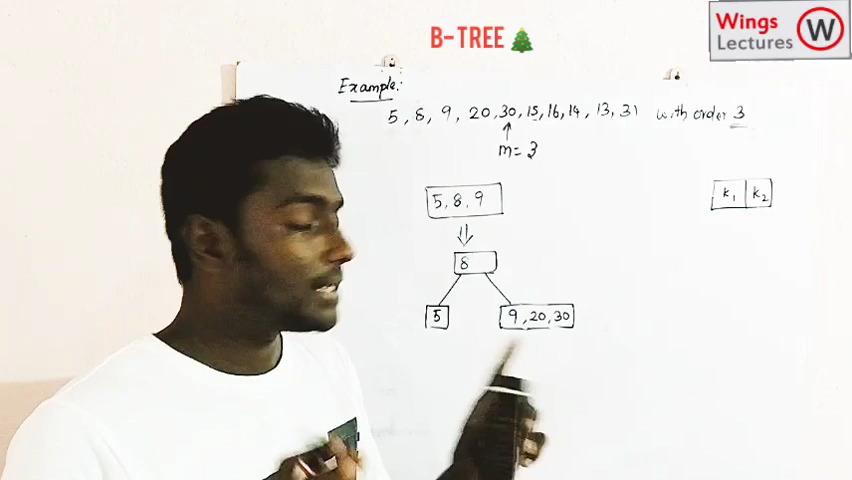 B-TREE
Wings
Lectures
W
Example:
5, 8, 9, 20, 30, 15, 16, 14, 13, 31 with order 3
m=3
5, 8, 9
k1 k2
8
5
9, 20, 30